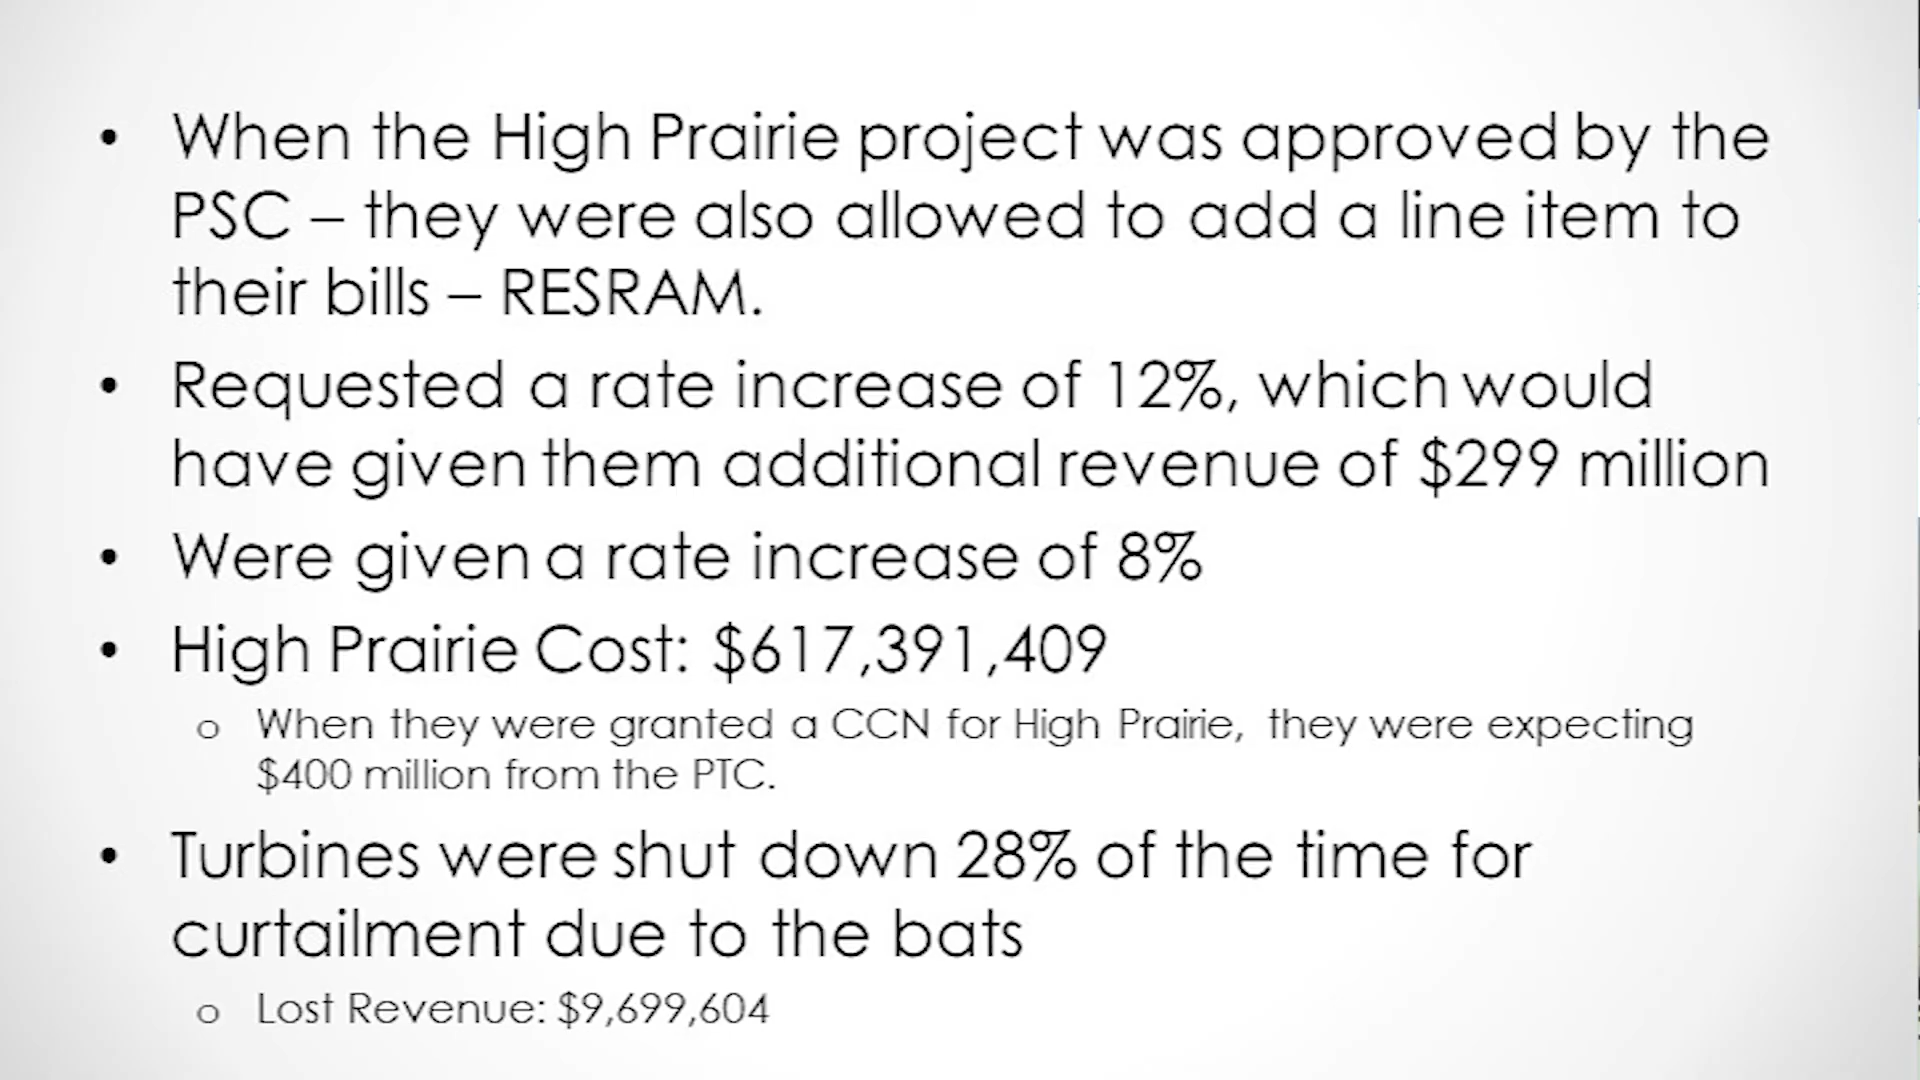 • When the High Prairie project was approved by the
PSC – they were also allowed to add a line item to
their bills – RESRAM.
• Requested a rate increase of 12%, which would
have given them additional revenue of $299 million
• Were given a rate increase of 8%
• High Prairie Cost: $617,391,409
o When they were granted a CCN for High Prairie, they were expecting
$400 million from the PTC.
• Turbines were shut down 28% of the time for
curtailment due to the bats
o Lost Revenue: $9,699,604